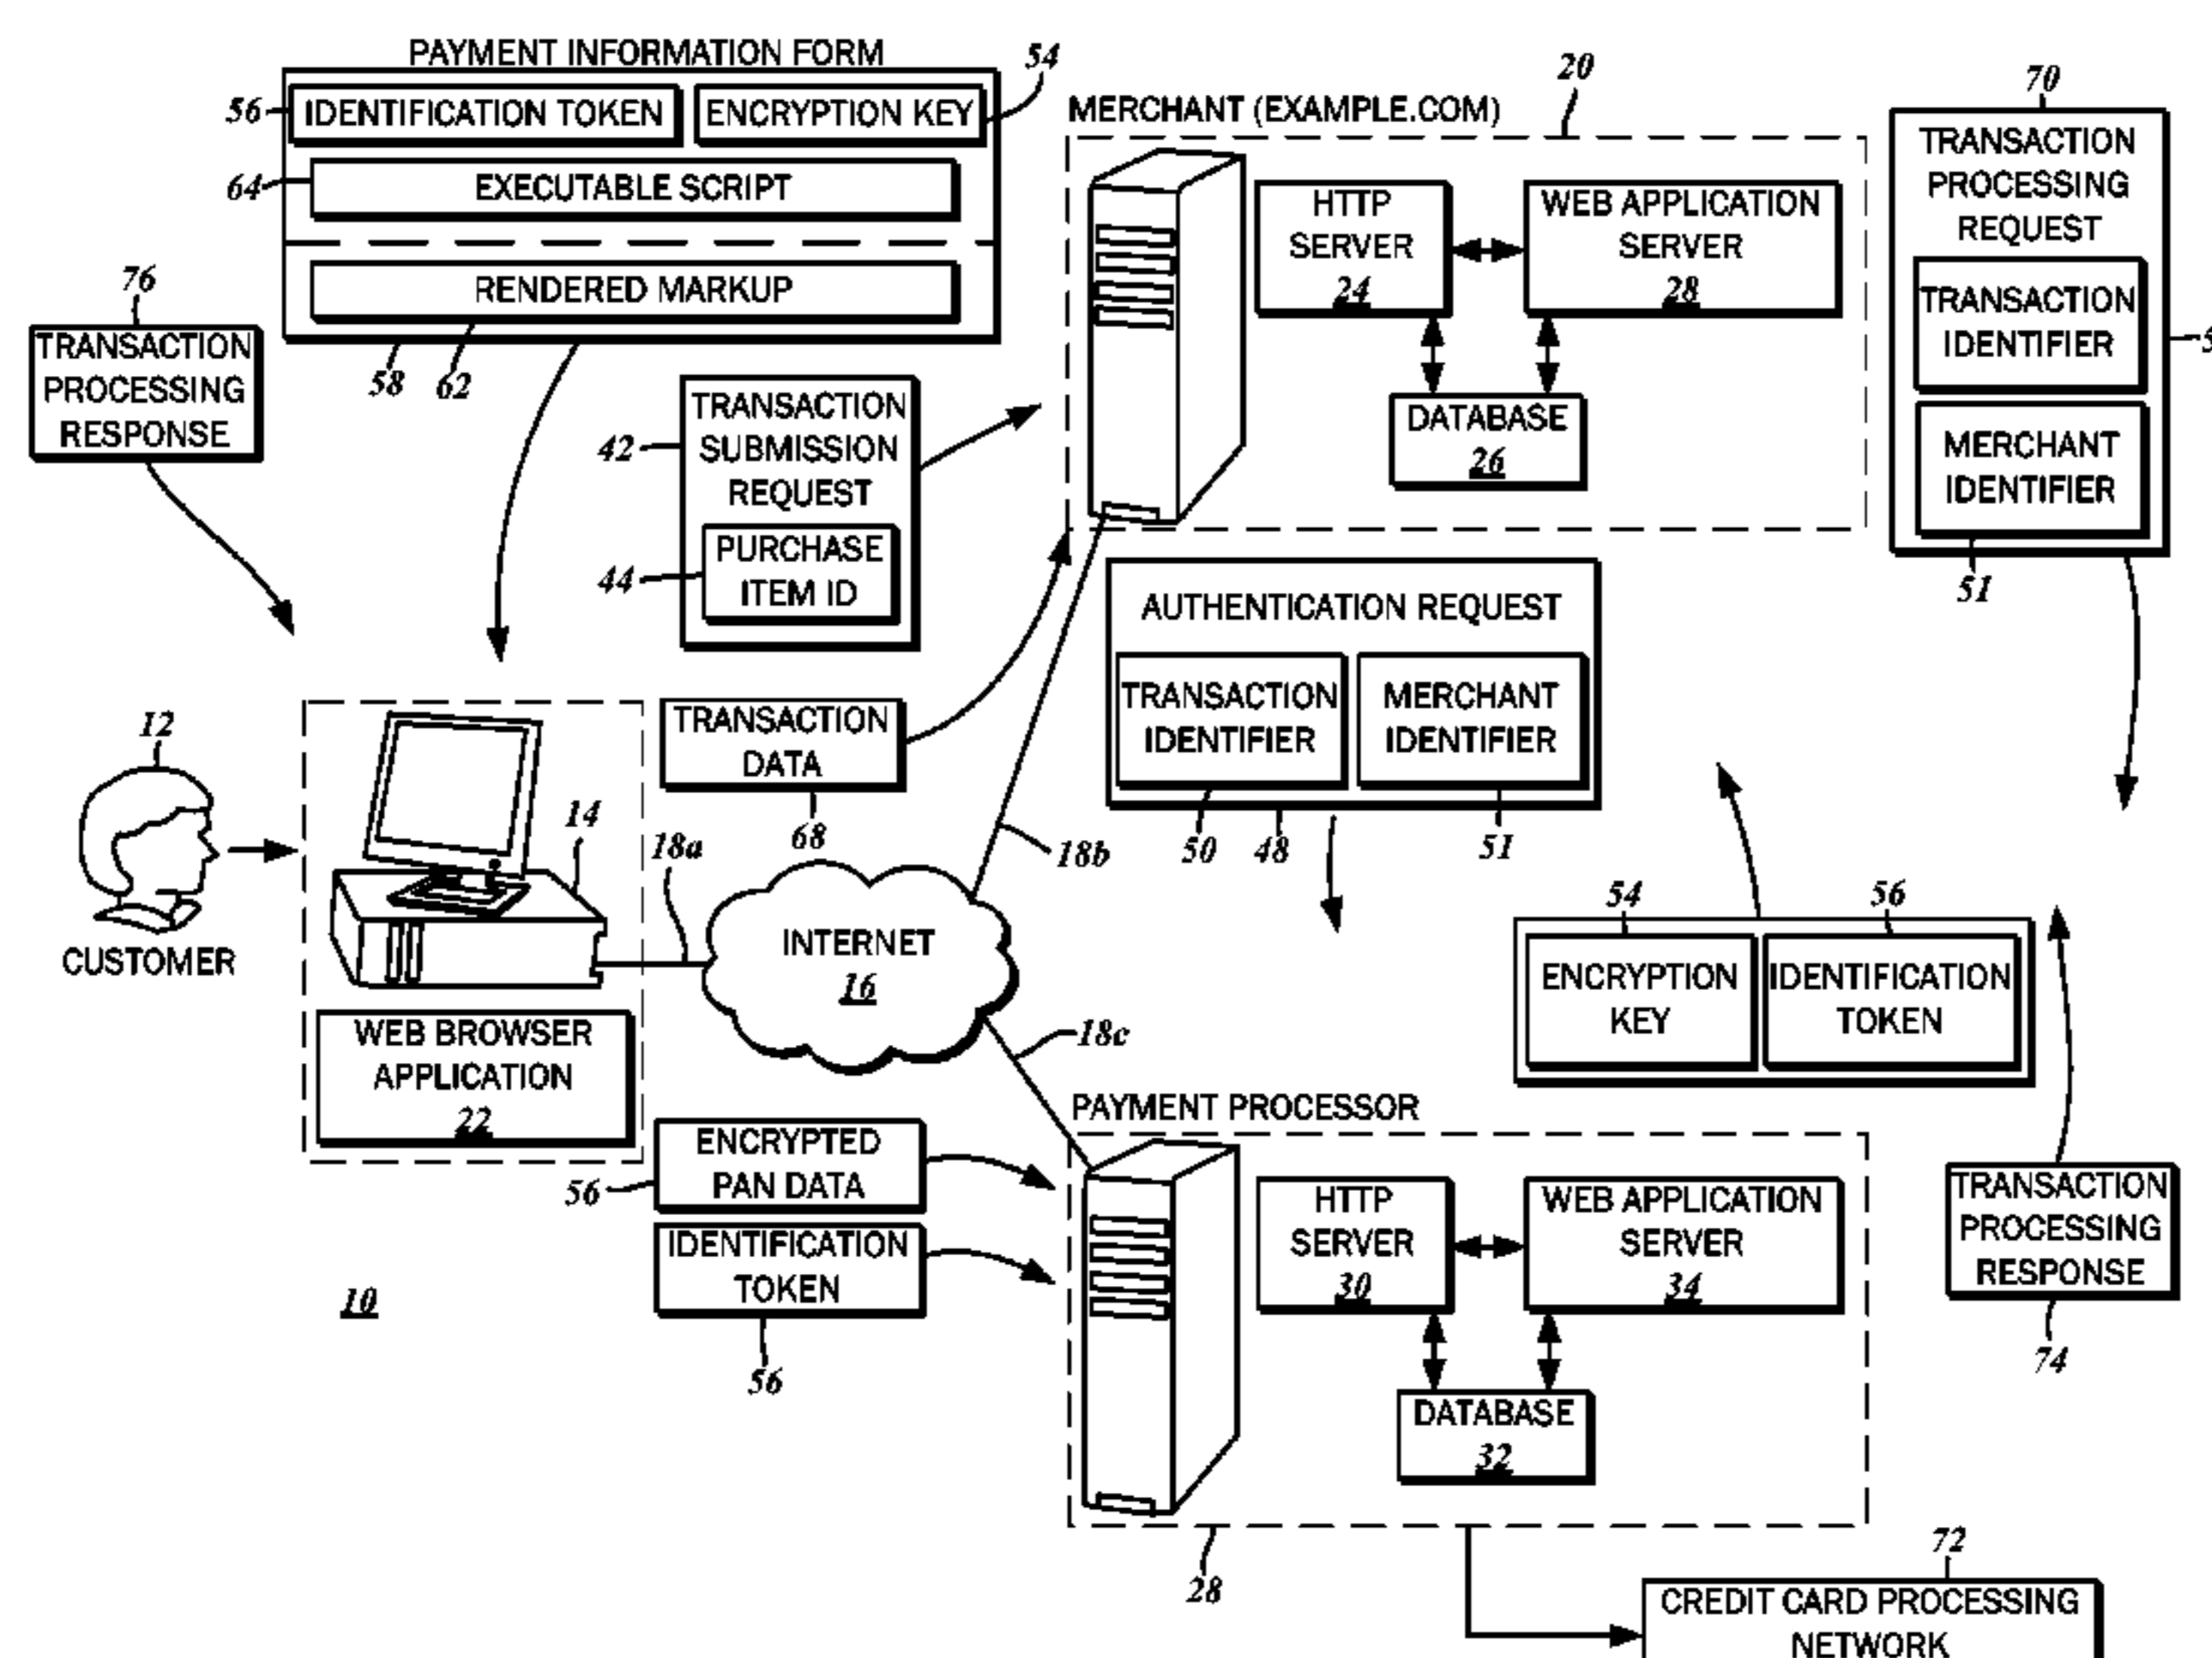 PAYMENT INFORMATION FORM
54
56
IDENTIFICATION TOKEN
ENCRYPTION KEY
64
EXECUTABLE SCRIPT
RENDERED MARKUP
58
62
76
TRANSACTION
PROCESSING
RESPONSE
42
TRANSACTION
SUBMISSION
REQUEST
44
PURCHASE
ITEM ID
MERCHANT (EXAMPLE.COM)
20
HTTP
SERVER
24
WEB APPLICATION
SERVER
28
DATABASE
26
70
TRANSACTION
PROCESSING
REQUEST
TRANSACTION
IDENTIFIER
MERCHANT
IDENTIFIER
51
AUTHENTICATION REQUEST
TRANSACTION
IDENTIFIER
MERCHANT
IDENTIFIER
50
48
51
TRANSACTION
DATA
68
12
CUSTOMER
14
WEB BROWSER
APPLICATION
22
18a
18b
INTERNET
16
18c
54
56
ENCRYPTION
KEY
IDENTIFICATION
TOKEN
ENCRYPTED
PAN DATA
56
IDENTIFICATION
TOKEN
56
10
PAYMENT PROCESSOR
HTTP
SERVER
30
WEB APPLICATION
SERVER
34
DATABASE
32
28
TRANSACTION
PROCESSING
RESPONSE
74
72
CREDIT CARD PROCESSING
NETWORK